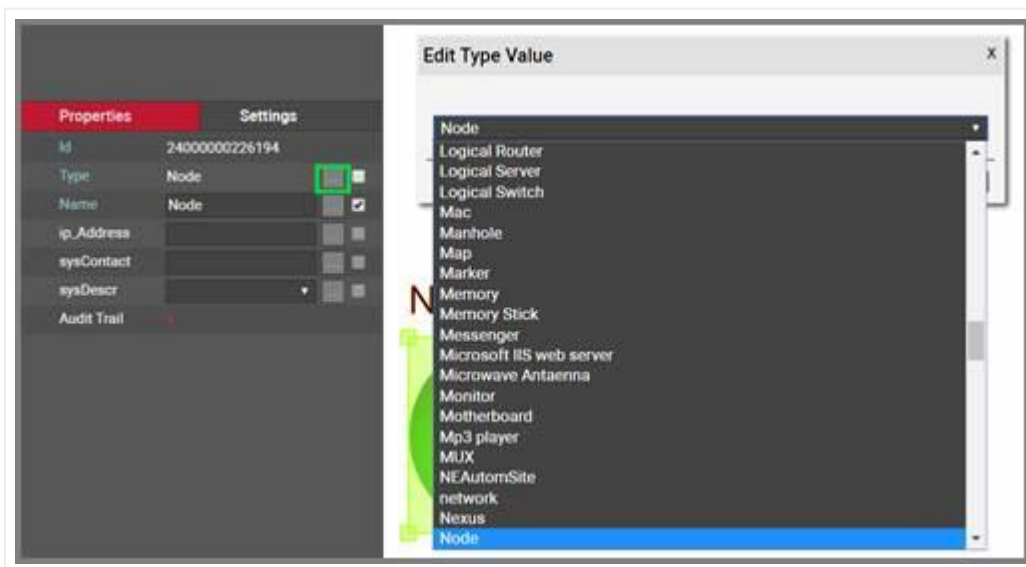 Edit Type Value x
Properties Settings
Id 24000000226194
Type Node ...
Name Node
ip_Address
sysContact
sysDescr
Audit Trail
Node
Logical Router
Logical Server
Logical Switch
Mac
Manhole
Map
Marker
Memory
Memory Stick
Messenger
Microsoft IIS web server
Microwave Antaenna
Monitor
Motherboard
Mp3 player
MUX
NEAutomSite
network
Nexus
Node
N